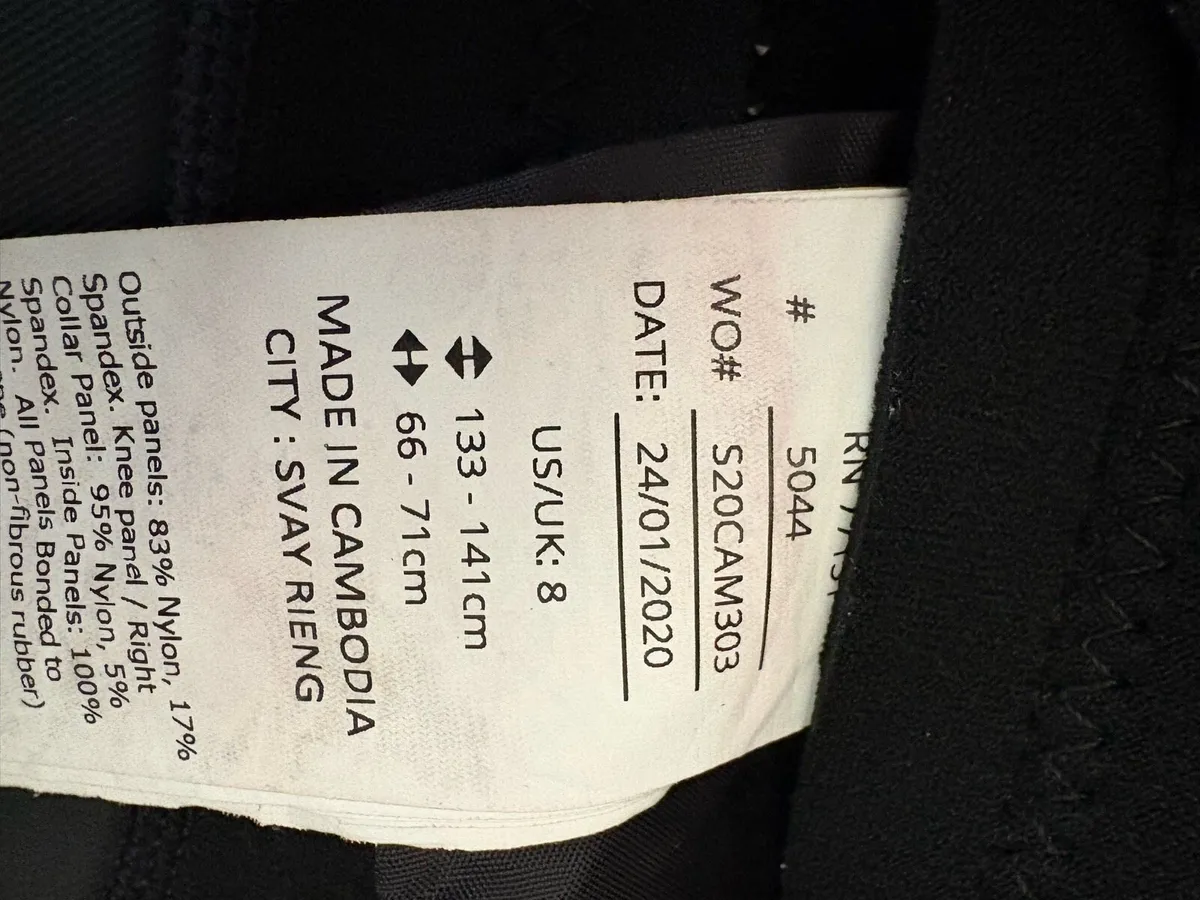 RN
# 5044
WO# S20CAM303
DATE: 24/01/2020
US/UK: 8
133 - 141cm
66 - 71cm
MADE IN CAMBODIA
CITY : SVAY RIENG
Outside panels: 83% Nylon, 17%
Spandex. Knee panel / Right
Collar Panel: 95% Nylon, 5%
Spandex. Inside Panels: 100%
Nylon. All Panels Bonded to
(non-fibrous rubber)